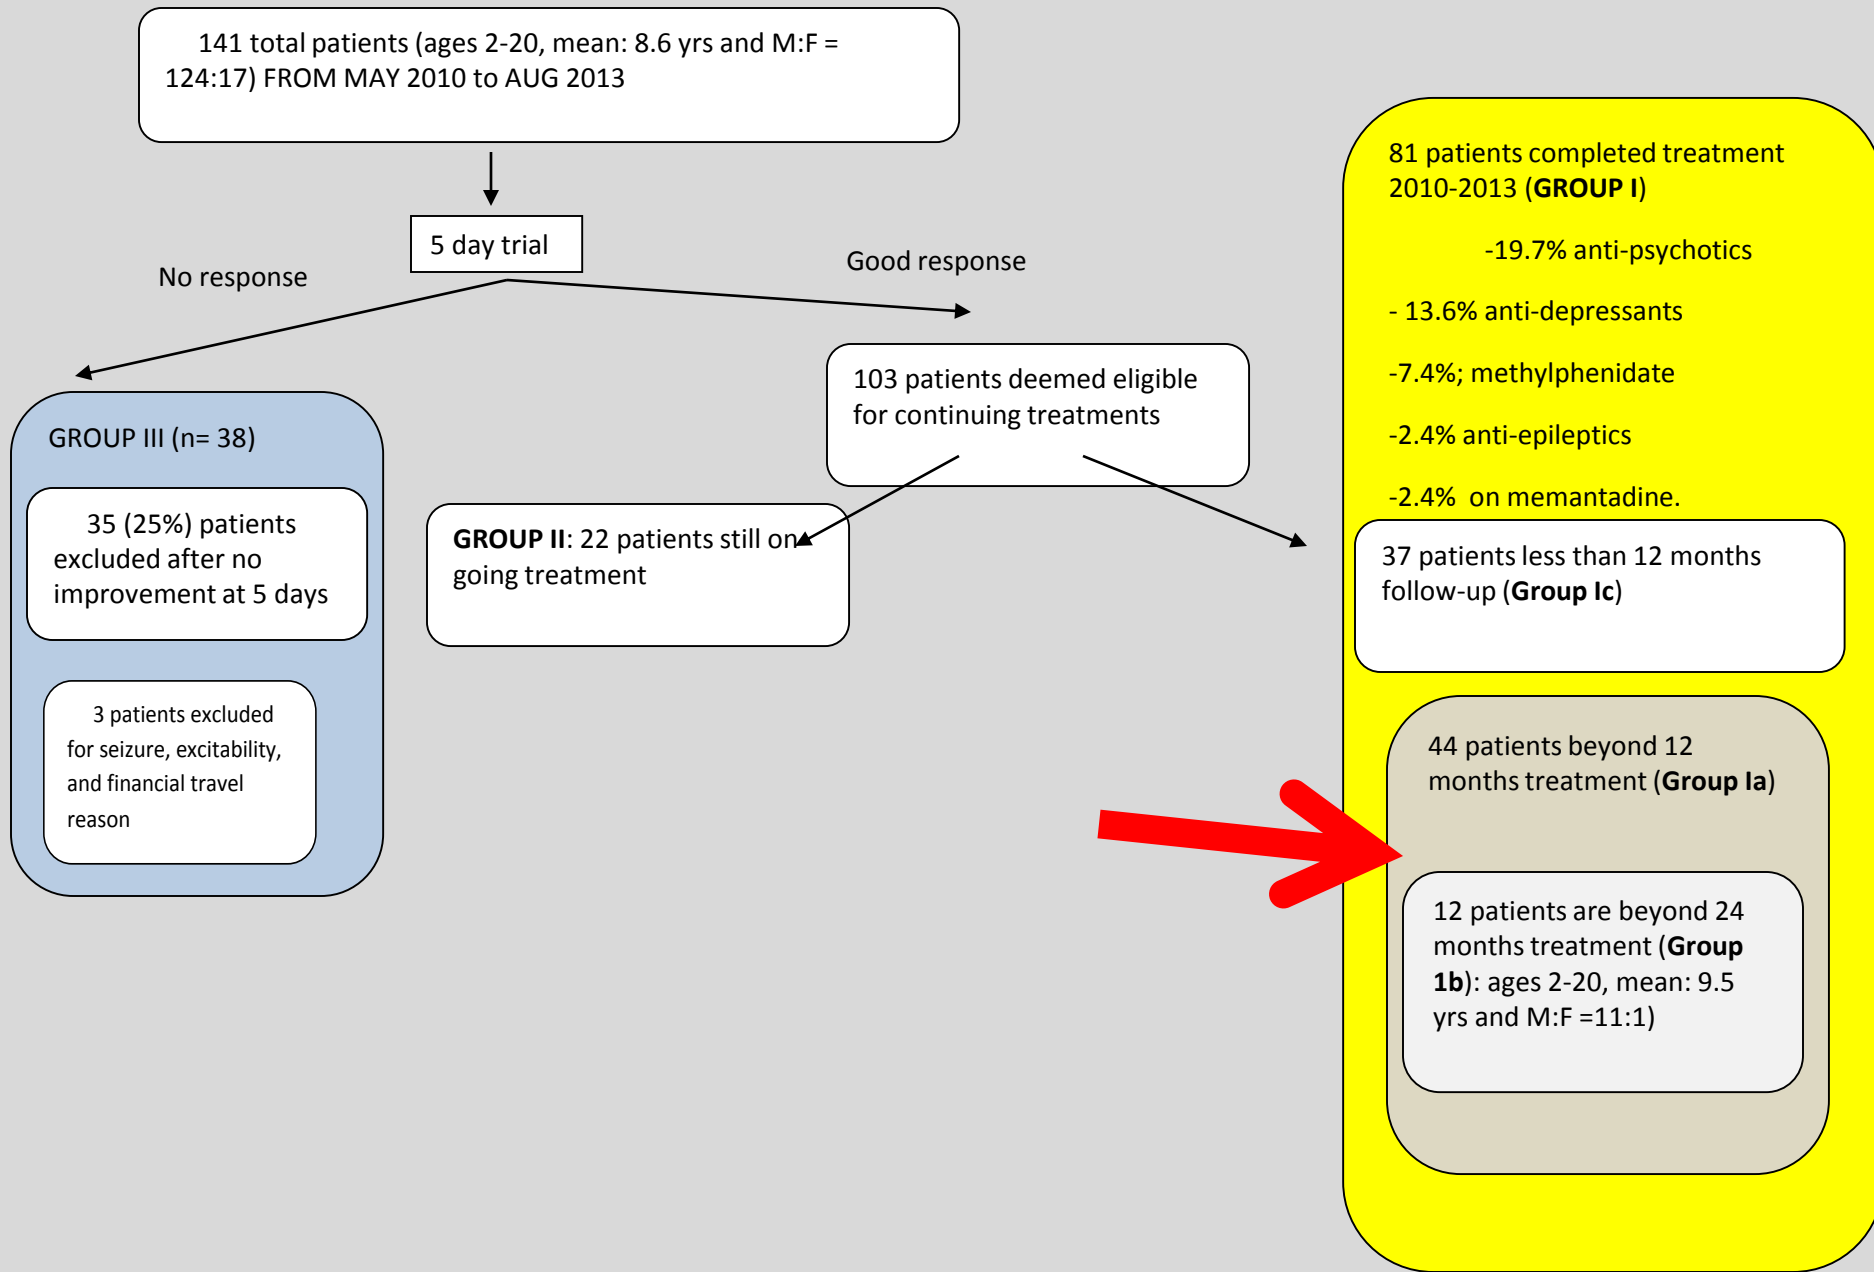 141 total patients (ages 2-20, mean: 8.6 yrs and M:F =
124:17) FROM MAY 2010 to AUG 2013
5 day trial
No response
Good response
GROUP III (n= 38)
35 (25%) patients
excluded after no
improvement at 5 days
3 patients excluded
for seizure, excitability,
and financial travel
reason
103 patients deemed eligible
for continuing treatments
GROUP II: 22 patients still on
going treatment
81 patients completed treatment
2010-2013 (GROUP I)
-19.7% anti-psychotics
- 13.6% anti-depressants
-7.4%; methylphenidate
-2.4% anti-epileptics
-2.4% on memantadine.
37 patients less than 12 months
follow-up (Group Ic)
44 patients beyond 12
months treatment (Group Ia)
12 patients are beyond 24
months treatment (Group
1b): ages 2-20, mean: 9.5
yrs and M:F =11:1)